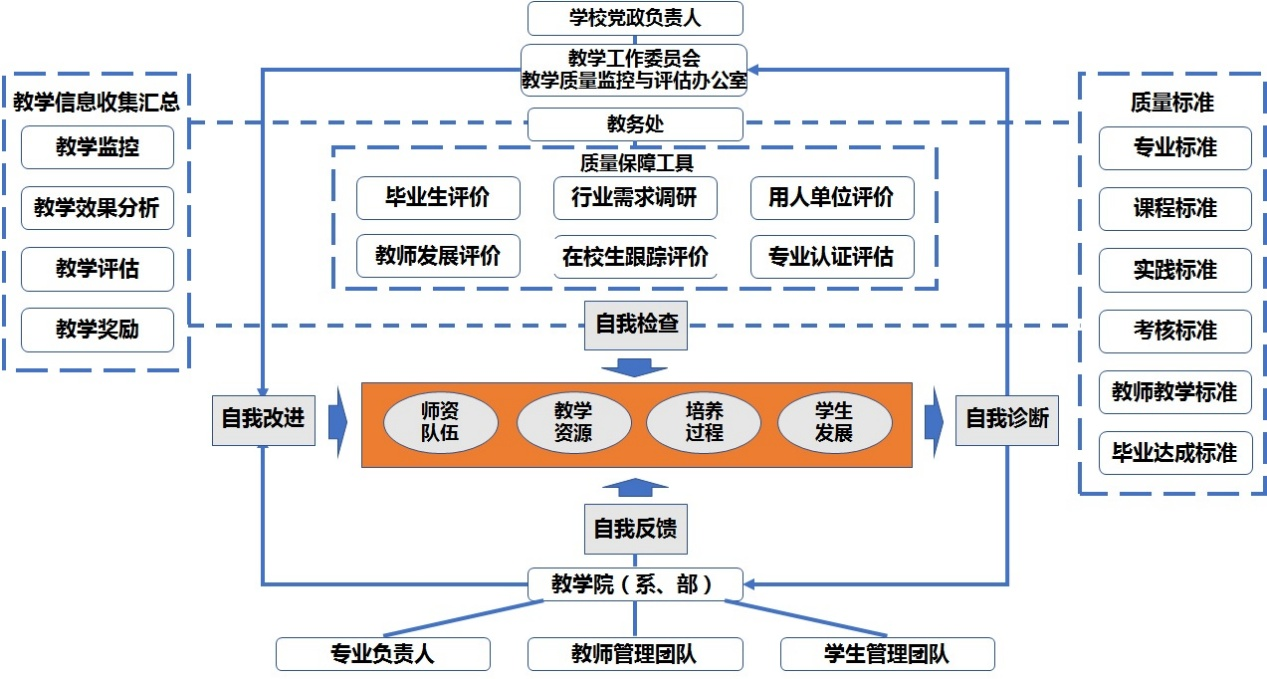 学校党政负责人
教学工作委员会
教学质量监控与评估办公室
教务处
教学信息收集汇总
教学监控
教学效果分析
教学评估
教学奖励
质量保障工具
毕业生评价
行业需求调研
用人单位评价
教师发展评价
在校生跟踪评价
专业认证评估
质量标准
专业标准
课程标准
实践标准
考核标准
教师教学标准
毕业达成标准
自我检查
自我改进
师资
队伍
教学
资源
培养
过程
学生
发展
自我诊断
自我反馈
教学院（系、部）
专业负责人
教师管理团队
学生管理团队